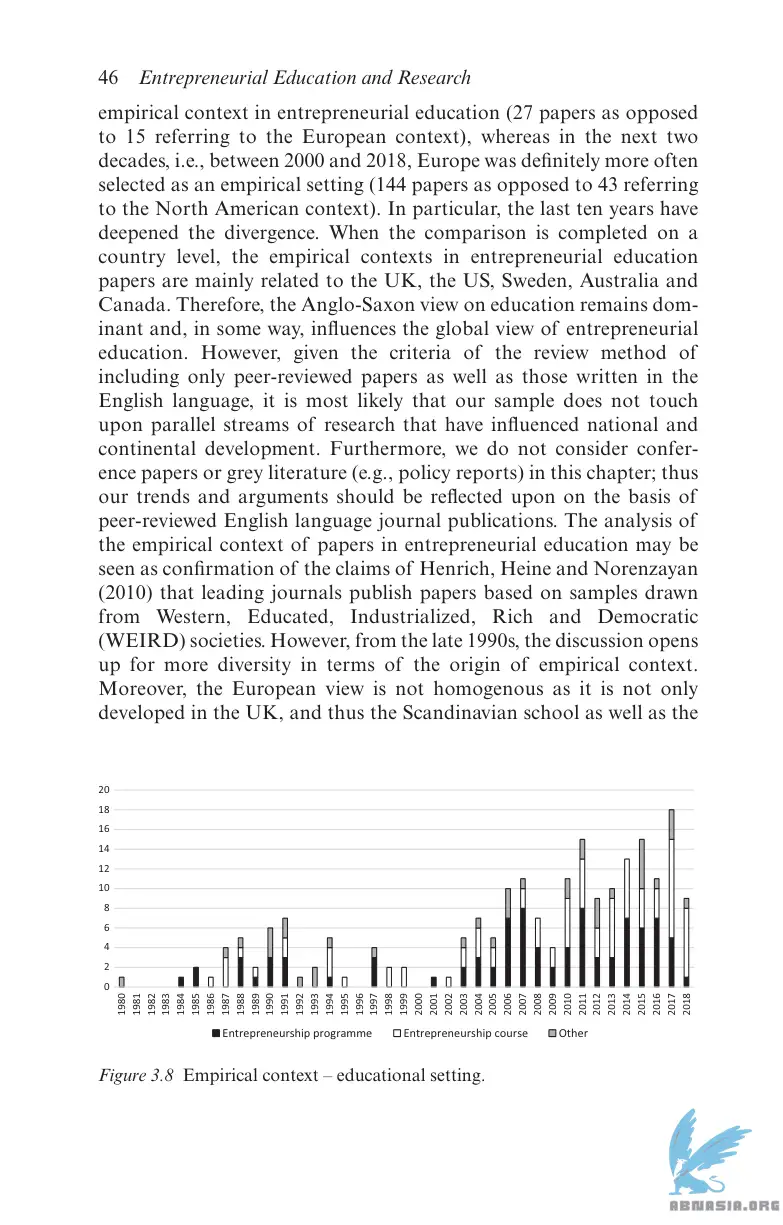 46 Entrepreneurial Education and Research
empirical context in entrepreneurial education (27 papers as opposed
to 15 referring to the European context), whereas in the next two
decades, i.e., between 2000 and 2018, Europe was definitely more often
selected as an empirical setting (144 papers as opposed to 43 referring
to the North American context). In particular, the last ten years have
deepened the divergence. When the comparison is completed on a
country level, the empirical contexts in entrepreneurial education
papers are mainly related to the UK, the US, Sweden, Australia and
Canada. Therefore, the Anglo-Saxon view on education remains dom-
inant and, in some way, influences the global view of entrepreneurial
education. However, given the criteria of the review method of
including only peer-reviewed papers as well as those written in the
English language, it is most likely that our sample does not touch
upon parallel streams of research that have influenced national and
continental development. Furthermore, we do not consider confer-
ence papers or grey literature (e.g., policy reports) in this chapter; thus
our trends and arguments should be reflected upon on the basis of
peer-reviewed English language journal publications. The analysis of
the empirical context of papers in entrepreneurial education may be
seen as confirmation of the claims of Henrich, Heine and Norenzayan
(2010) that leading journals publish papers based on samples drawn
from Western, Educated, Industrialized, Rich and Democratic
(WEIRD) societies. However, from the late 1990s, the discussion opens
up for more diversity in terms of the origin of empirical context.
Moreover, the European view is not homogenous as it is not only
developed in the UK, and thus the Scandinavian school as well as the
20
18
16
14
12
10
8
6
4
2
0
1980 1981 1982 1983 1984 1985 1986 1987 1988 1989 1990 1991 1992 1993 1994 1995 1996 1997 1998 1999 2000 2001 2002 2003 2004 2005 2006 2007 2008 2009 2010 2011 2012 2013 2014 2015 2016 2017 2018
Entrepreneurship programme Entrepreneurship course Other
Figure 3.8 Empirical context – educational setting.
ABNASIA.ORG